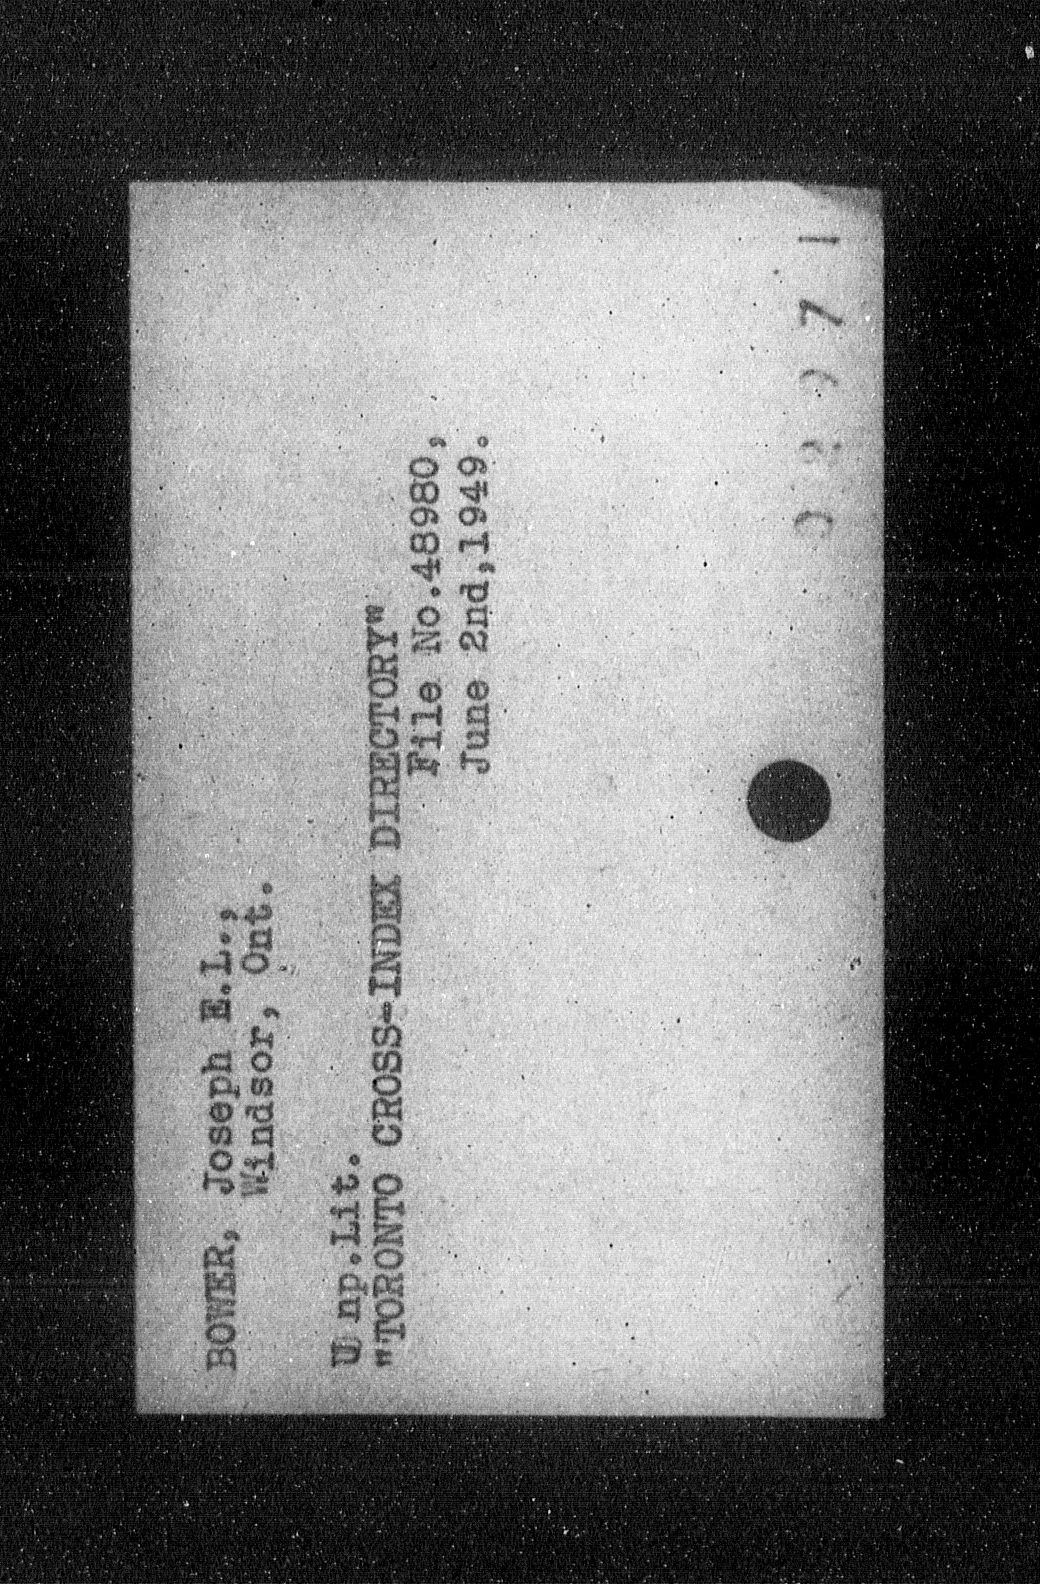 BOWER, Joseph E.L.,
Windsor, Ont.
Unp.Lit.
"TORONTO CROSS-INDEX DIRECTORY"
File No.48980,
June 2nd,1949.